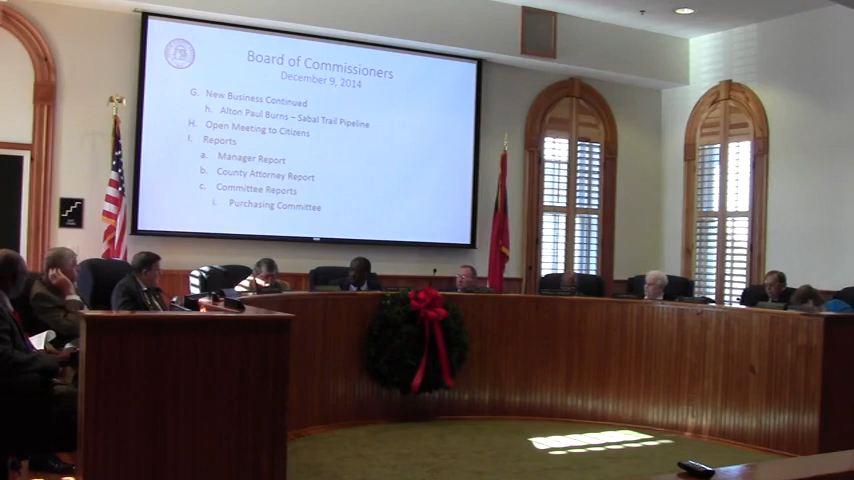 Board of Commissioners
December 9, 2014
G. New Business Continued
h. Alton Paul Burns – Sabal Trail Pipeline
H. Open Meeting to Citizens
I. Reports
a. Manager Report
b. County Attorney Report
c. Committee Reports
i. Purchasing Committee